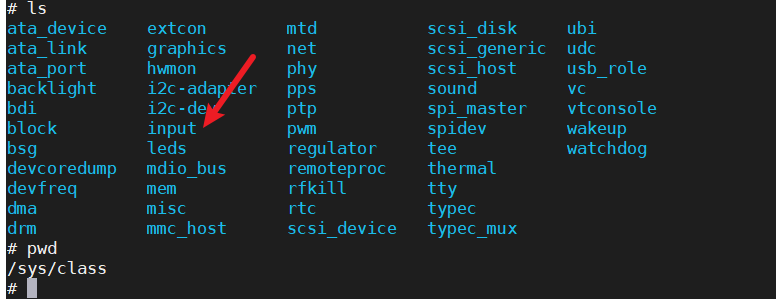 # ls
ata_device extcon mtd scsi_disk ubi
ata_link graphics net scsi_generic udc
ata_port hwmon phy scsi_host usb_role
backlight i2c-adapter pps sound vc
bdi i2c-dev ptp spi_master vtconsole
block input pwm spidev wakeup
bsg leds regulator tee watchdog
devcoredump mdio_bus remoteproc thermal
devfreq mem rfkill tty
dma misc rtc typec
drm mmc_host scsi_device typec_mux
# pwd
/sys/class
#